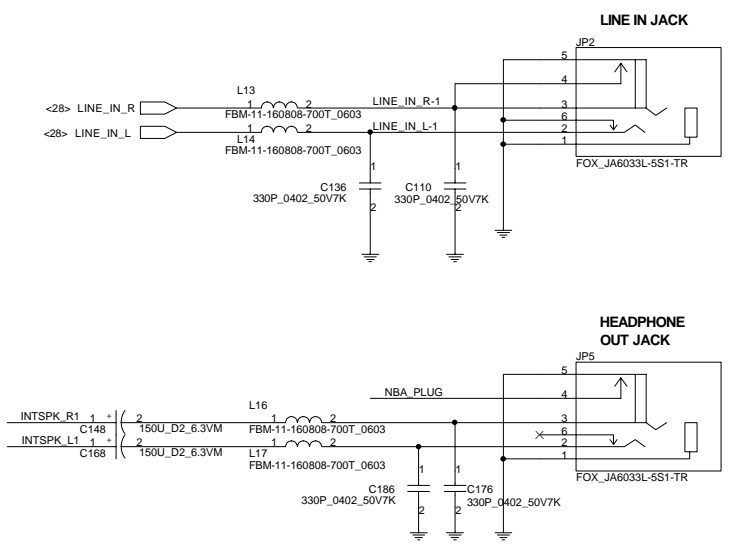 LINE IN JACK
JP2
5
4
L13
<28> LINE_IN_R 1 2 LINE_IN_R-1 3
FBM-11-160808-700T_0603
6
<28> LINE_IN_L 1 2 LINE_IN_L-1 2
L14
FBM-11-160808-700T_0603
1
FOX_JA6033L-5S1-TR
1 1
C136 C110
330P_0402_50V7K 330P_0402_50V7K
2 2
HEADPHONE
OUT JACK
JP5
5
NBA_PLUG 4
L16
INTSPK_R1 1 + 2 1 2 3
C148 150U_D2_6.3VM FBM-11-160808-700T_0603
6
INTSPK_L1 1 + 2 1 2 2
C168 150U_D2_6.3VM L17
FBM-11-160808-700T_0603
1
FOX_JA6033L-5S1-TR
1 1
C186 C176
330P_0402_50V7K 330P_0402_50V7K
2 2